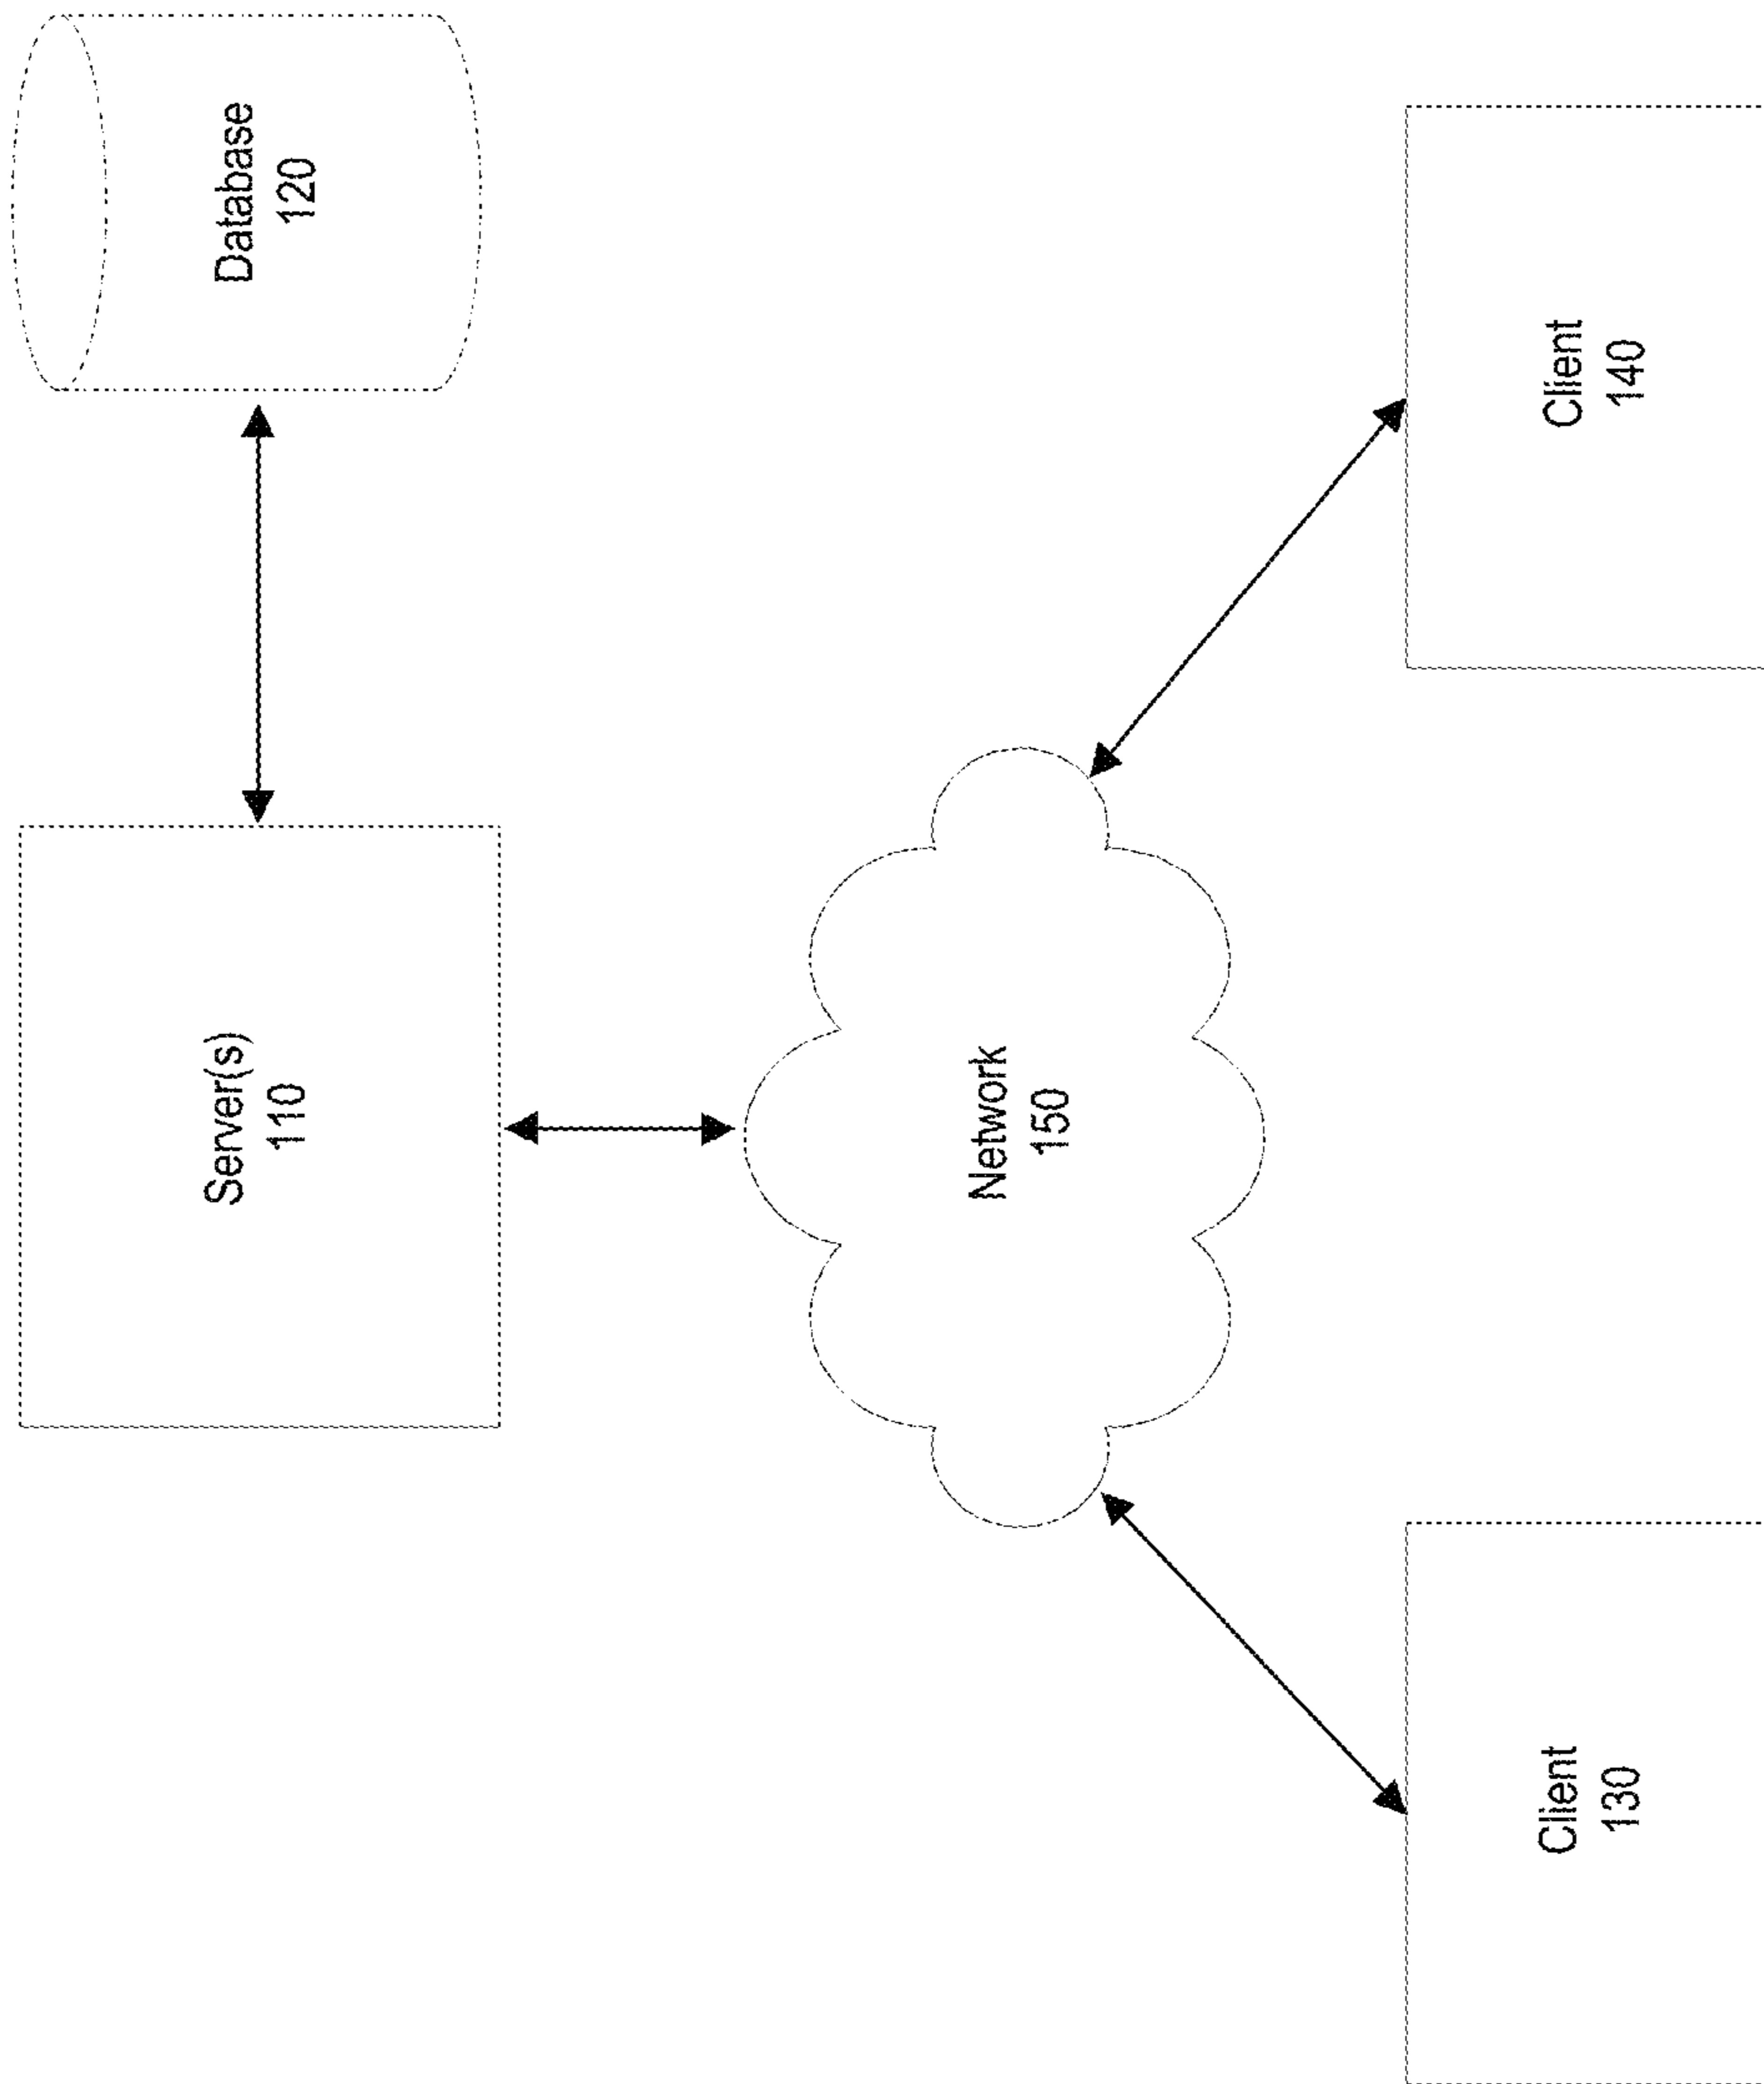 Server(s)
110
Database
120
Network
150
Client
130
Client
140